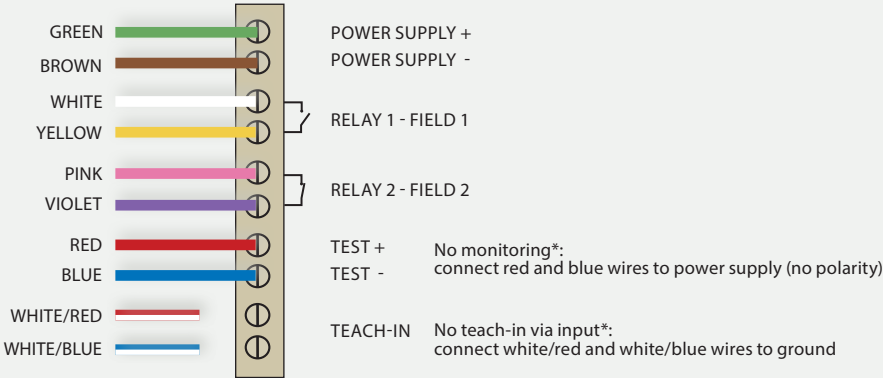 GREEN POWER SUPPLY +
BROWN POWER SUPPLY -
WHITE
YELLOW
RELAY 1 - FIELD 1
PINK
VIOLET
RELAY 2 - FIELD 2
RED TEST + No monitoring*:
BLUE TEST - connect red and blue wires to power supply (no polarity)
WHITE/RED
WHITE/BLUE
TEACH-IN No teach-in via input*:
connect white/red and white/blue wires to ground